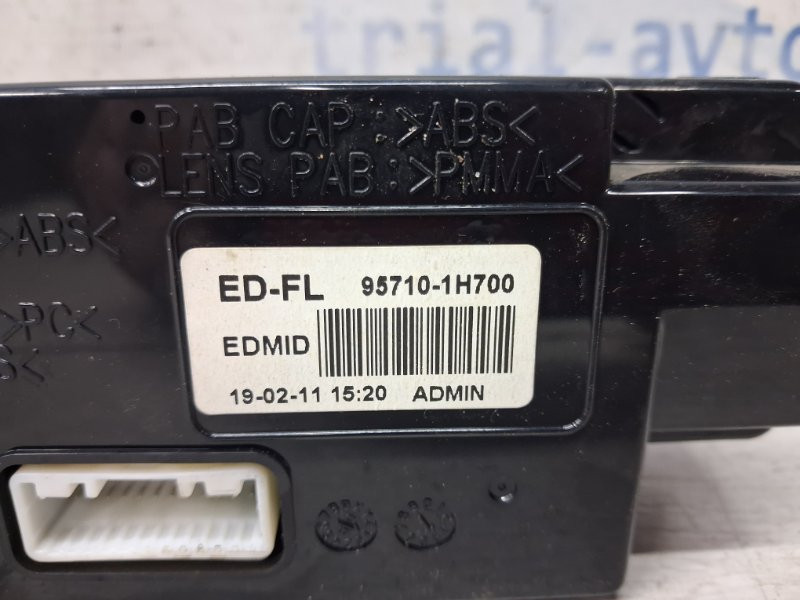 trial-avto
PAB CAP : >ABS<
LENS PAB : >PMMA<
>ABS<
ED-FL 95710-1H700
>PC<
S<
EDMID
19-02-11 15:20 ADMIN